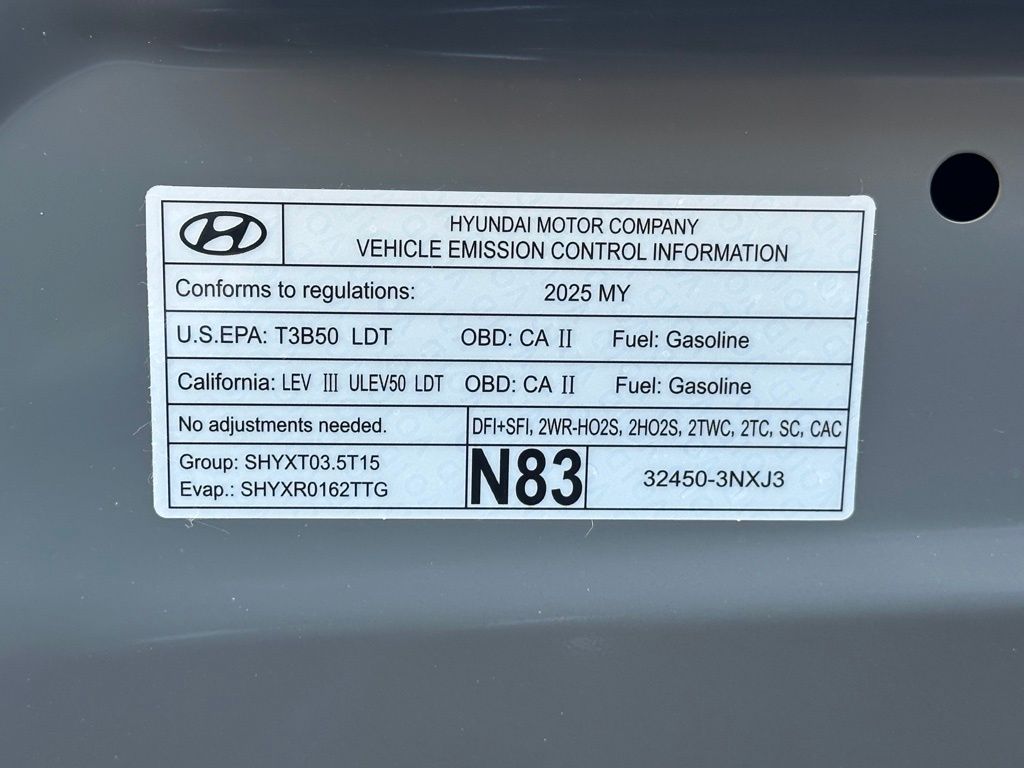 HYUNDAI MOTOR COMPANY
VEHICLE EMISSION CONTROL INFORMATION
Conforms to regulations: 2025 MY
U.S.EPA: T3B50 LDT OBD: CA II Fuel: Gasoline
California: LEV III ULEV50 LDT OBD: CA II Fuel: Gasoline
No adjustments needed. DFI+SFI, 2WR-HO2S, 2HO2S, 2TWC, 2TC, SC, CAC
Group: SHYXT03.5T15
Evap.: SHYXR0162TTG
N83
32450-3NXJ3